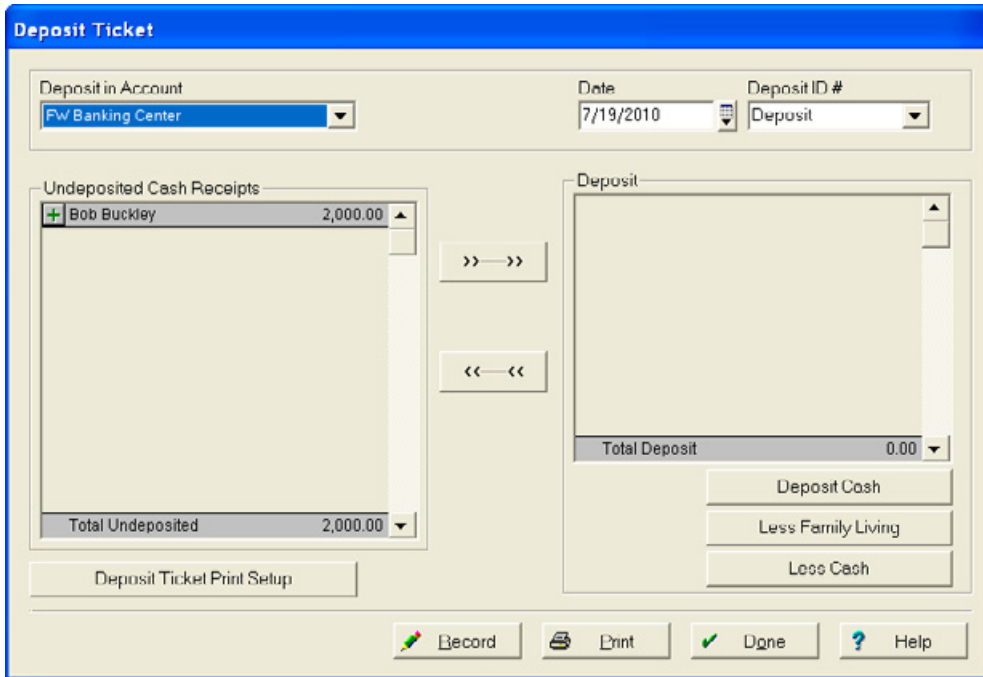 Deposit Ticket
Deposit in Account
FW Banking Center
Date
7/19/2010
Deposit ID #
Deposit
Undeposited Cash Receipts
Bob Buckley 2,000.00
Total Undeposited 2,000.00
Deposit Ticket Print Setup
>>—>>
<<—<<
Deposit
Total Deposit 0.00
Deposit Cash
Less Family Living
Less Cash
Record
Print
Done
Help